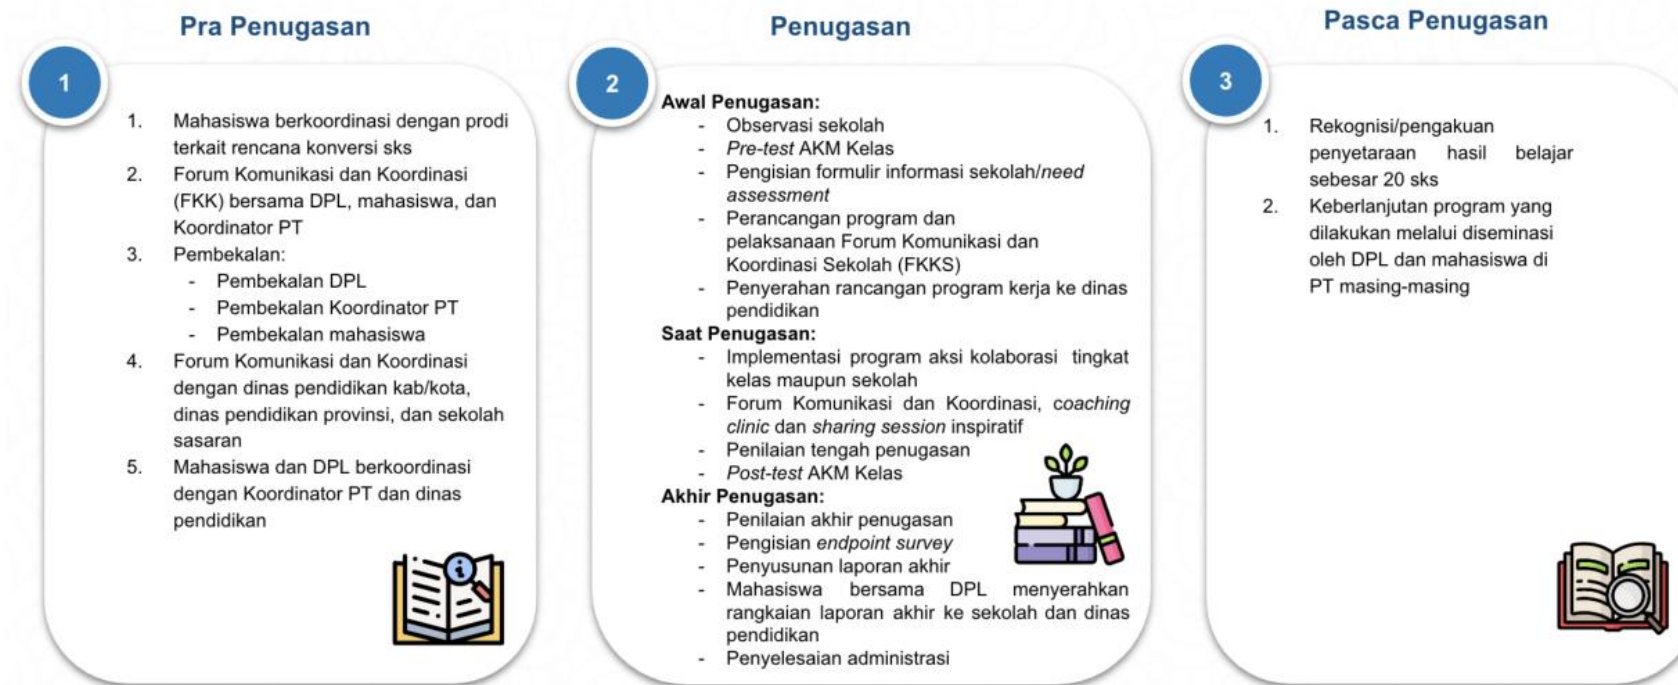 Pra Penugasan
1
1. Mahasiswa berkoordinasi dengan prodi
terkait rencana konversi sks
2. Forum Komunikasi dan Koordinasi
(FKK) bersama DPL, mahasiswa, dan
Koordinator PT
3. Pembekalan:
- Pembekalan DPL
- Pembekalan Koordinator PT
- Pembekalan mahasiswa
4. Forum Komunikasi dan Koordinasi
dengan dinas pendidikan kab/kota,
dinas pendidikan provinsi, dan sekolah
sasaran
5. Mahasiswa dan DPL berkoordinasi
dengan Koordinator PT dan dinas
pendidikan
Penugasan
2
Awal Penugasan:
- Observasi sekolah
- Pre-test AKM Kelas
- Pengisian formulir informasi sekolah/need
assessment
- Perancangan program dan
pelaksanaan Forum Komunikasi dan
Koordinasi Sekolah (FKKS)
- Penyerahan rancangan program kerja ke dinas
pendidikan
Saat Penugasan:
- Implementasi program aksi kolaborasi tingkat
kelas maupun sekolah
- Forum Komunikasi dan Koordinasi, coaching
clinic dan sharing session inspiratif
- Penilaian tengah penugasan
- Post-test AKM Kelas
Akhir Penugasan:
- Penilaian akhir penugasan
- Pengisian endpoint survey
- Penyusunan laporan akhir
- Mahasiswa bersama DPL menyerahkan
rangkaian laporan akhir ke sekolah dan dinas
pendidikan
- Penyelesaian administrasi
Pasca Penugasan
3
1. Rekognisi/pengakuan
penyetaraan hasil belajar
sebesar 20 sks
2. Keberlanjutan program yang
dilakukan melalui diseminasi
oleh DPL dan mahasiswa di
PT masing-masing